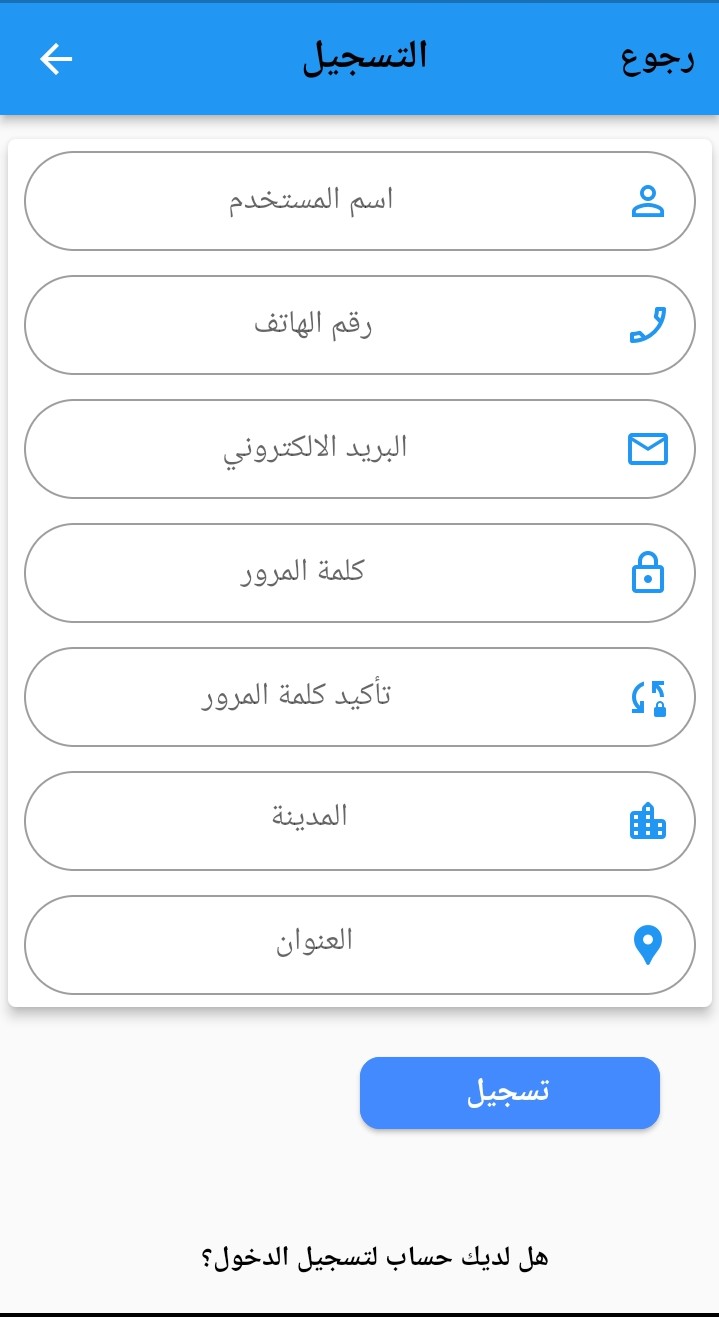 رجوع
التسجيل
اسم المستخدم
رقم الهاتف
البريد الالكتروني
كلمة المرور
تأكيد كلمة المرور
المدينة
العنوان
تسجيل
هل لديك حساب لتسجيل الدخول؟